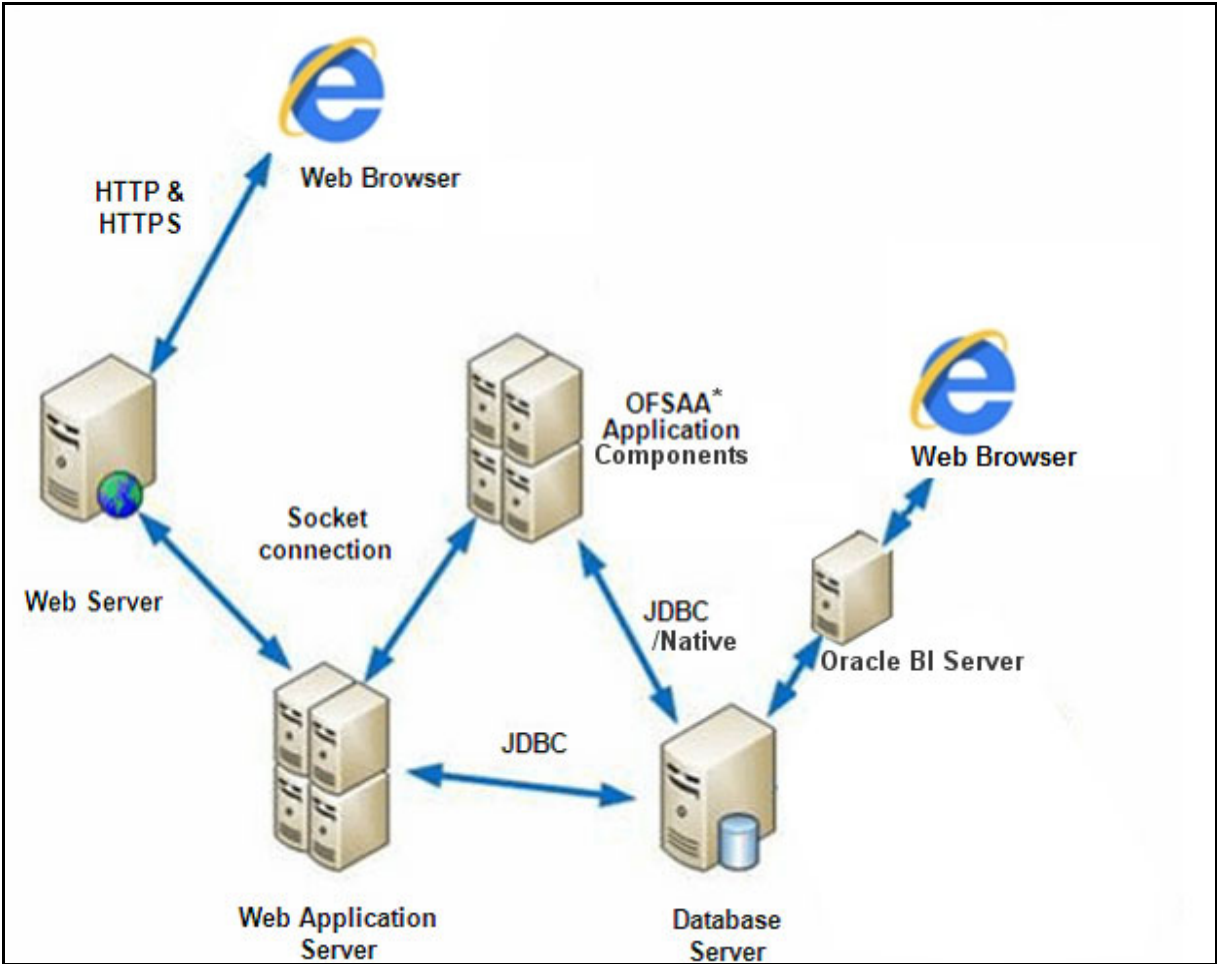 Web Browser
HTTP &
HTTPS
OFSAA*
Application
Components
Web Browser
Socket
connection
Web Server
JDBC
/Native
Oracle BI Server
JDBC
Web Application
Server
Database
Server